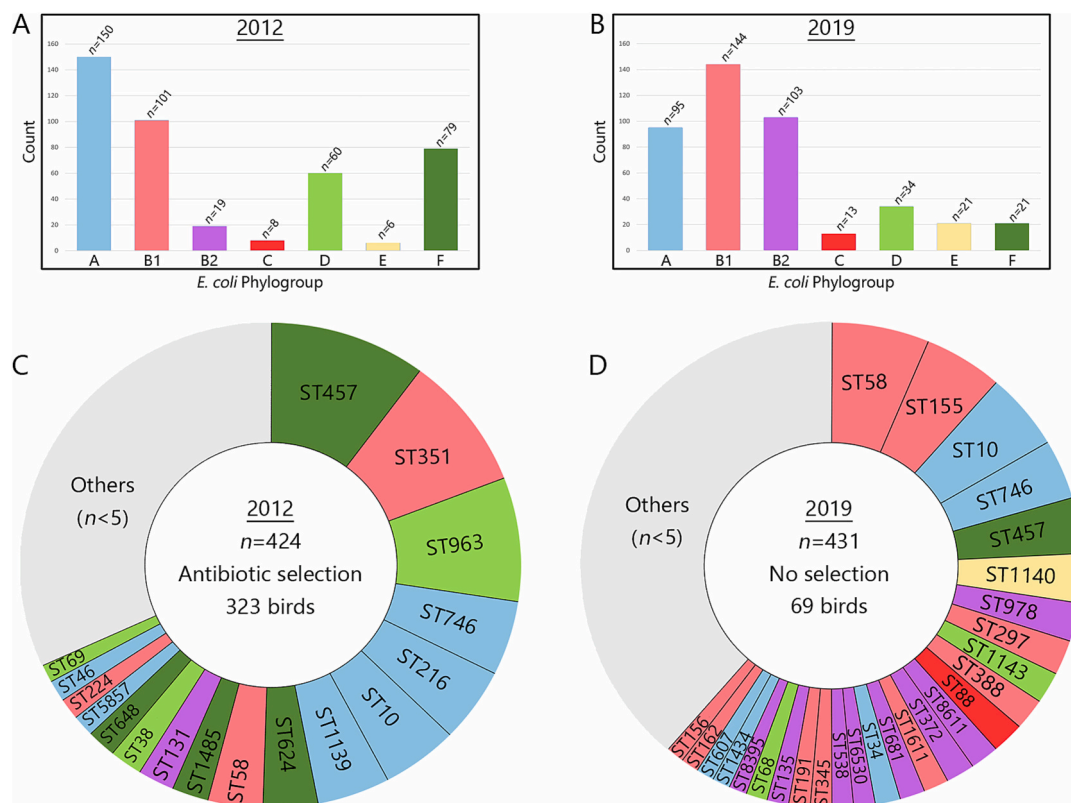 A
2012
160
140
120
100
80
60
40
20
0
Count
n=150
n=101
n=19
n=8
n=60
n=6
n=79
A B1 B2 C D E F
E. coli Phylogroup
B
2019
160
140
120
100
80
60
40
20
0
Count
n=95
n=144
n=103
n=13
n=34
n=21
n=21
A B1 B2 C D E F
E. coli Phylogroup
C
ST457
ST351
ST963
ST746
ST216
ST10
ST1139
ST624
ST58
ST1485
ST131
ST38
ST648
ST5857
ST224
ST46
ST69
Others
(n<5)
2012
n=424
Antibiotic selection
323 birds
D
ST58
ST155
ST10
ST746
ST457
ST1140
ST978
ST297
ST1143
ST388
ST88
ST8611
ST372
ST1611
ST681
ST34
ST6530
ST538
ST345
ST191
ST135
ST68
ST8395
ST1434
ST607
ST162
ST156
Others
(n<5)
2019
n=431
No selection
69 birds